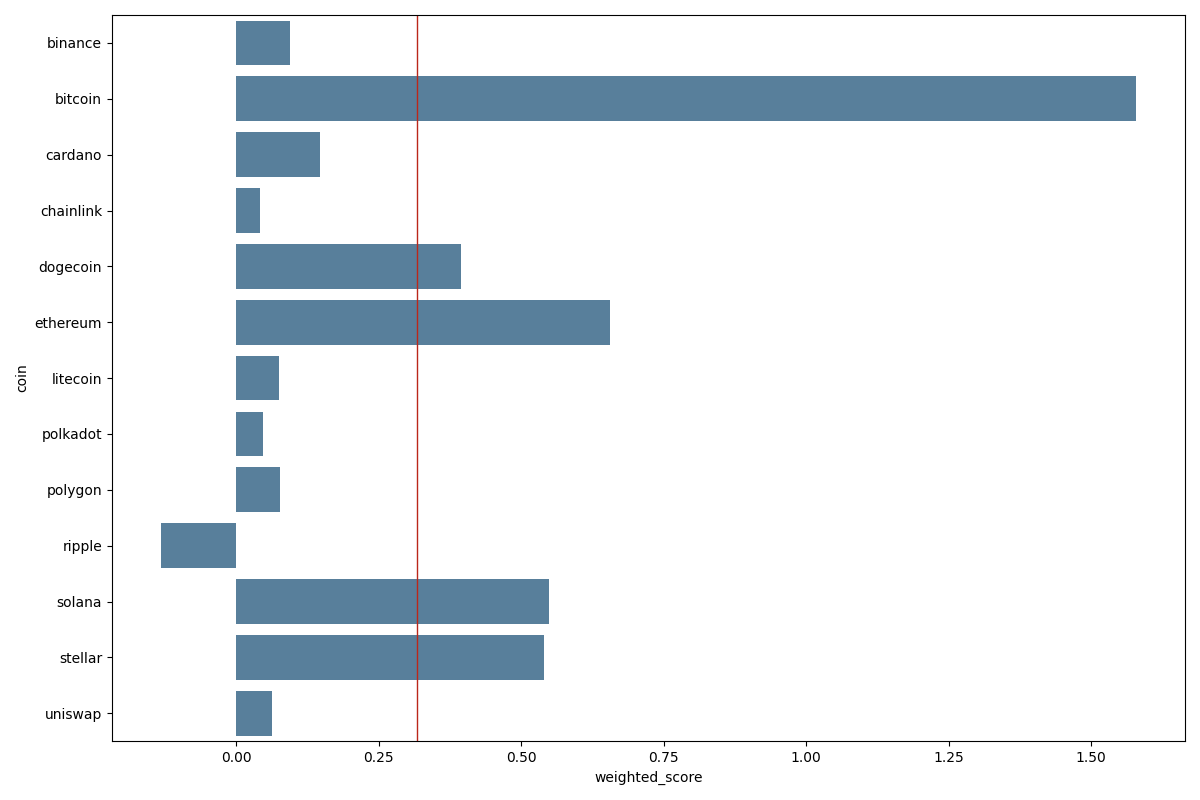 binance
bitcoin
cardano
chainlink
dogecoin
ethereum
litecoin
polkadot
polygon
ripple
solana
stellar
uniswap
coin
0.00 0.25 0.50 0.75 1.00 1.25 1.50
weighted_score